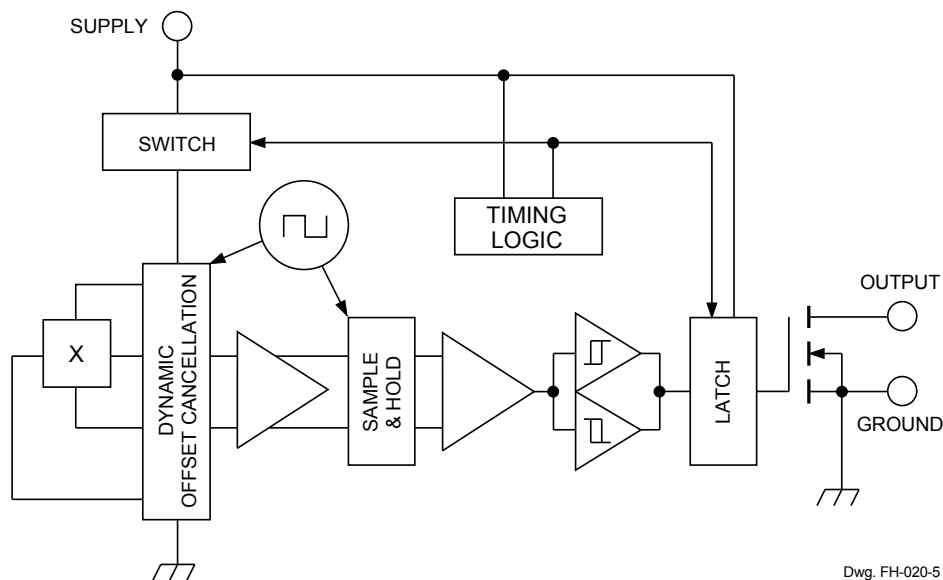 SUPPLY
SWITCH
TIMING
LOGIC
X
DYNAMIC
OFFSET CANCELLATION
SAMPLE
& HOLD
LATCH
OUTPUT
GROUND
Dwg. FH-020-5